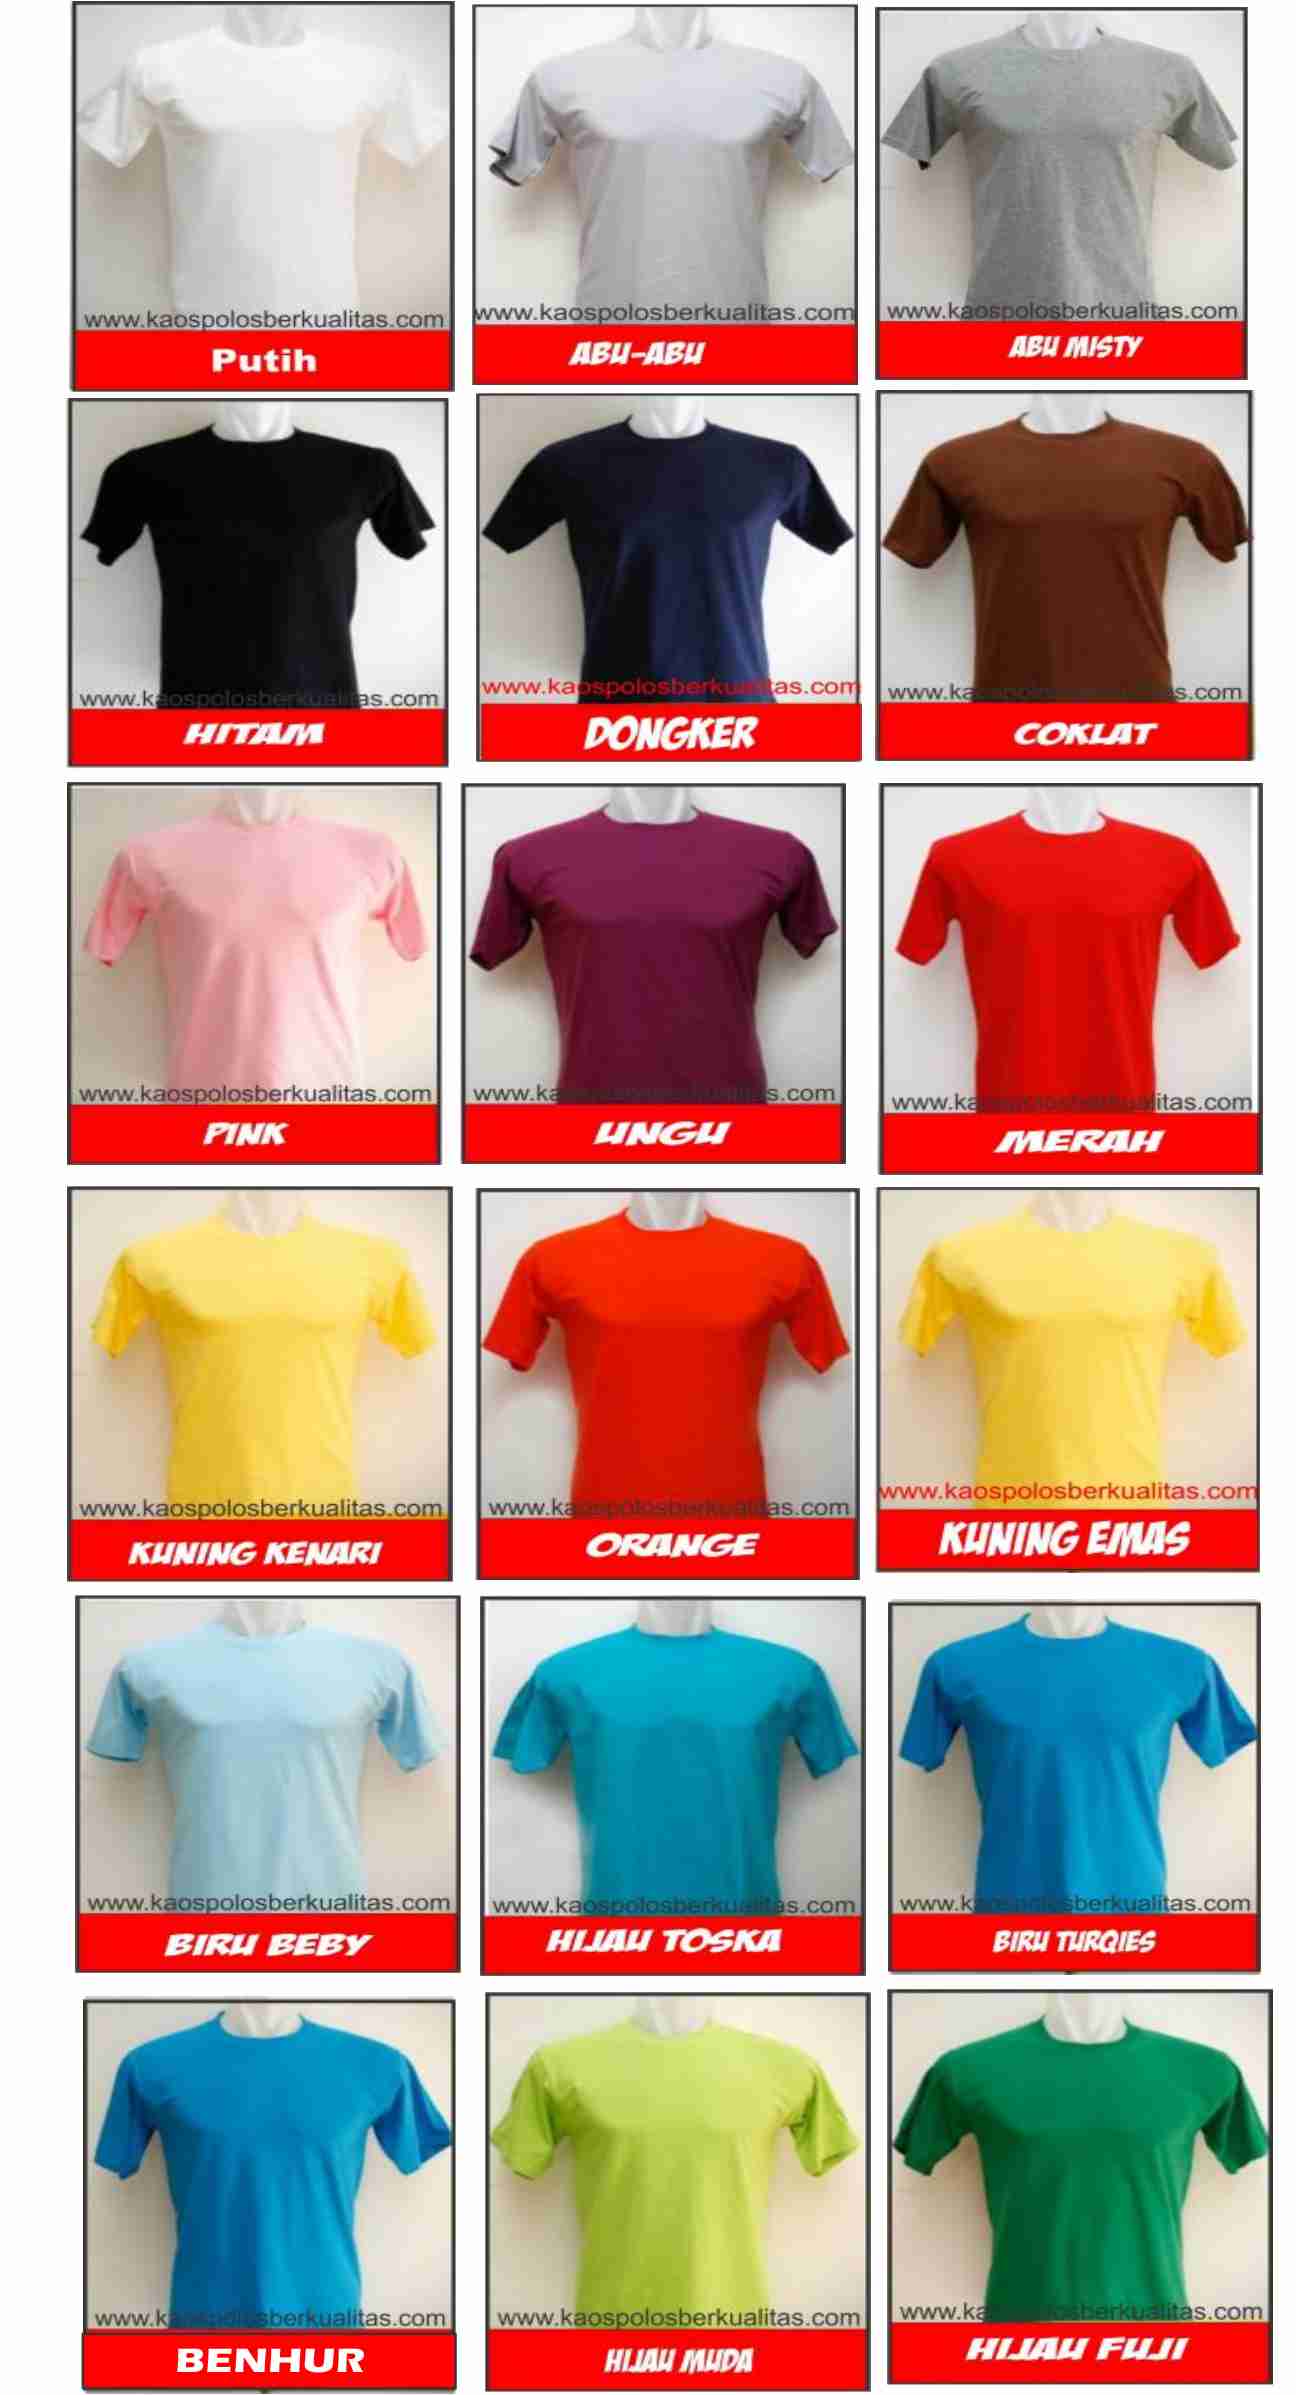 www.kaospolosberkualitas.com
Putih
www.kaospolosberkualitas.com
ABU-ABU
www.kaospolosberkualitas.com
ABU MISTY
www.kaospolosberkualitas.com
HITAM
www.kaospolosberkualitas.com
DONGKER
www.kaospolosberkualitas.com
COKLAT
www.kaospolosberkualitas.com
PINK
www.kaospolosberkualitas.com
UNGU
www.kaospolosberkualitas.com
MERAH
www.kaospolosberkualitas.com
KUNING KENARI
www.kaospolosberkualitas.com
ORANGE
www.kaospolosberkualitas.com
KUNING EMAS
www.kaospolosberkualitas.com
BIRU BEBY
www.kaospolosberkualitas.com
HIJAU TOSKA
www.kaospolosberkualitas.com
BIRU TURQIES
www.kaospolosberkualitas.com
BENHUR
www.kaospolosberkualitas.com
HIJAU MUDA
www.kaospolosberkualitas.com
HIJAU FUJI